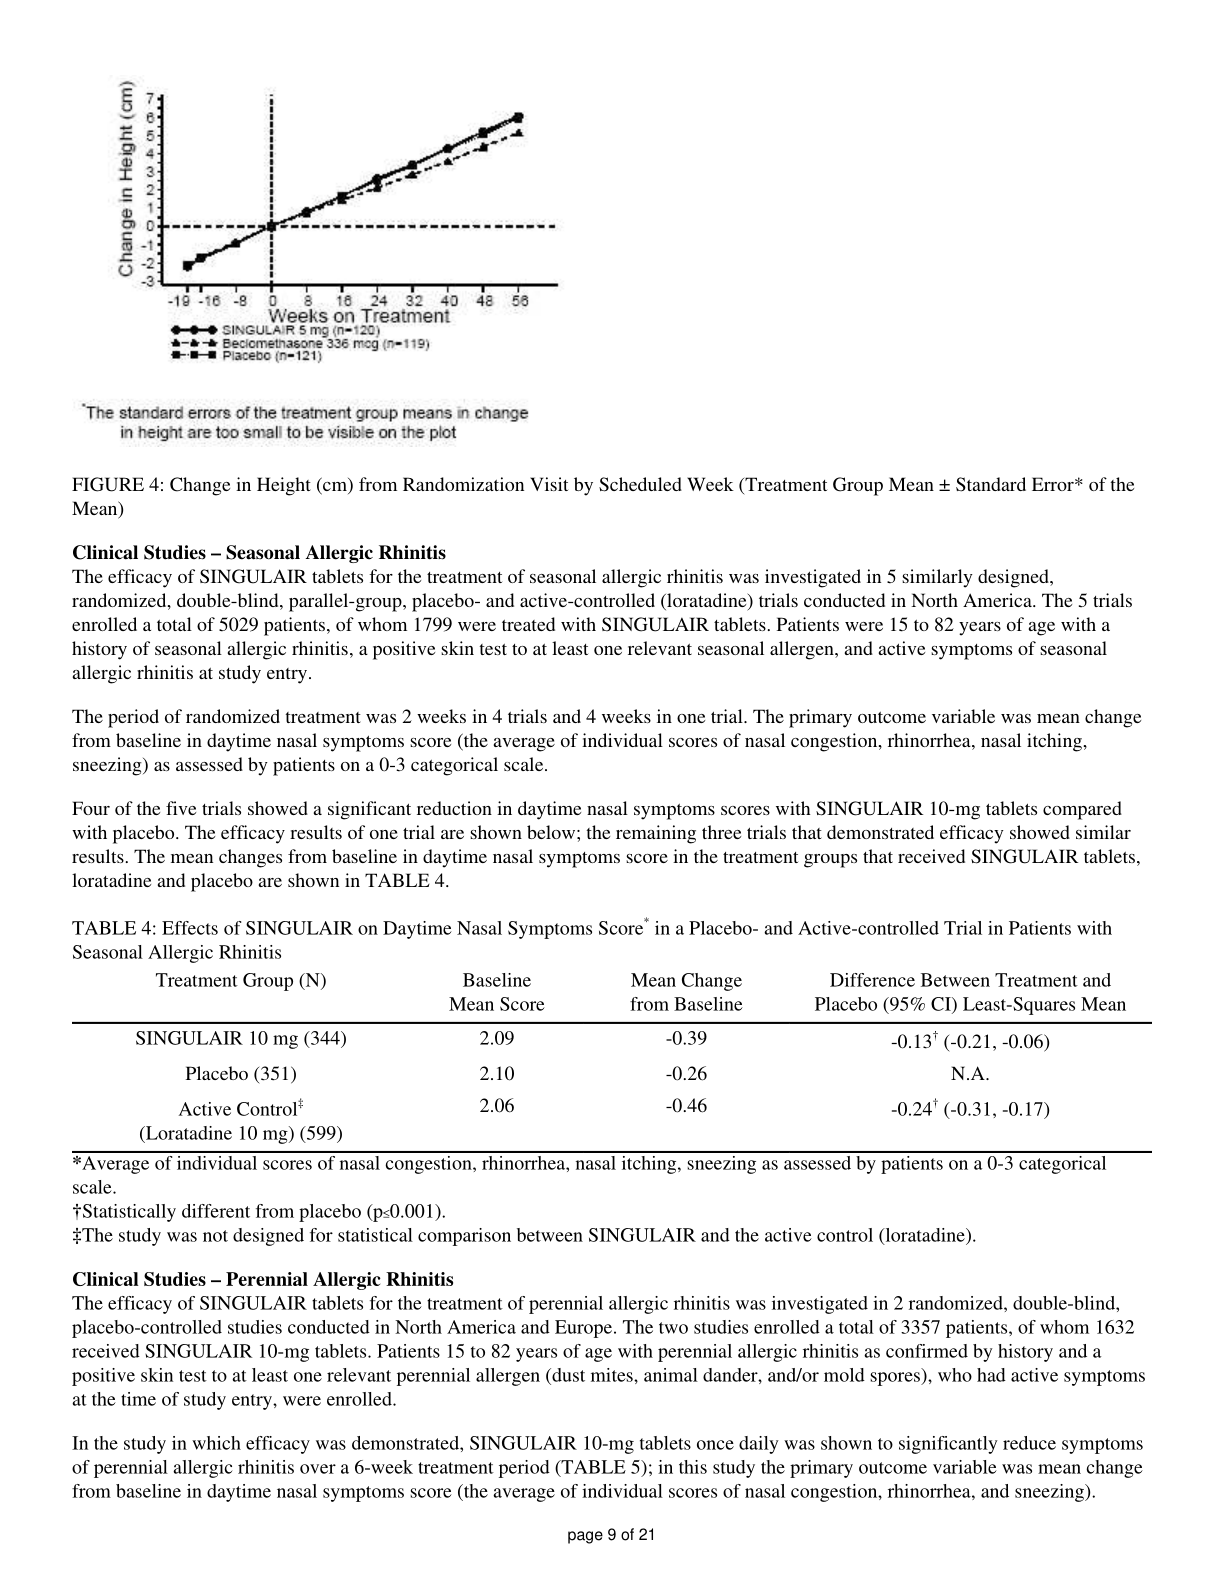 Change in Height (cm)
7
6
5
4
3
2
1
0
-1
-2
-3
-19 -16 -8 0 8 16 24 32 40 48 56
Weeks on Treatment
SINGULAIR 5 mg (n=120)
Beclomethasone 336 mcg (n=119)
Placebo (n=121)
*The standard errors of the treatment group means in change
in height are too small to be visible on the plot
FIGURE 4: Change in Height (cm) from Randomization Visit by Scheduled Week (Treatment Group Mean ± Standard Error* of the
Mean)
Clinical Studies – Seasonal Allergic Rhinitis
The efficacy of SINGULAIR tablets for the treatment of seasonal allergic rhinitis was investigated in 5 similarly designed,
randomized, double-blind, parallel-group, placebo- and active-controlled (loratadine) trials conducted in North America. The 5 trials
enrolled a total of 5029 patients, of whom 1799 were treated with SINGULAIR tablets. Patients were 15 to 82 years of age with a
history of seasonal allergic rhinitis, a positive skin test to at least one relevant seasonal allergen, and active symptoms of seasonal
allergic rhinitis at study entry.
The period of randomized treatment was 2 weeks in 4 trials and 4 weeks in one trial. The primary outcome variable was mean change
from baseline in daytime nasal symptoms score (the average of individual scores of nasal congestion, rhinorrhea, nasal itching,
sneezing) as assessed by patients on a 0-3 categorical scale.
Four of the five trials showed a significant reduction in daytime nasal symptoms scores with SINGULAIR 10-mg tablets compared
with placebo. The efficacy results of one trial are shown below; the remaining three trials that demonstrated efficacy showed similar
results. The mean changes from baseline in daytime nasal symptoms score in the treatment groups that received SINGULAIR tablets,
loratadine and placebo are shown in TABLE 4.
TABLE 4: Effects of SINGULAIR on Daytime Nasal Symptoms Score* in a Placebo- and Active-controlled Trial in Patients with
Seasonal Allergic Rhinitis
Treatment Group (N) Baseline Mean Change Difference Between Treatment and
Mean Score from Baseline Placebo (95% CI) Least-Squares Mean
SINGULAIR 10 mg (344) 2.09 -0.39 -0.13† (-0.21, -0.06)
Placebo (351) 2.10 -0.26 N.A.
Active Control‡ 2.06 -0.46 -0.24† (-0.31, -0.17)
(Loratadine 10 mg) (599)
*Average of individual scores of nasal congestion, rhinorrhea, nasal itching, sneezing as assessed by patients on a 0-3 categorical
scale.
†Statistically different from placebo (p≤0.001).
‡The study was not designed for statistical comparison between SINGULAIR and the active control (loratadine).
Clinical Studies – Perennial Allergic Rhinitis
The efficacy of SINGULAIR tablets for the treatment of perennial allergic rhinitis was investigated in 2 randomized, double-blind,
placebo-controlled studies conducted in North America and Europe. The two studies enrolled a total of 3357 patients, of whom 1632
received SINGULAIR 10-mg tablets. Patients 15 to 82 years of age with perennial allergic rhinitis as confirmed by history and a
positive skin test to at least one relevant perennial allergen (dust mites, animal dander, and/or mold spores), who had active symptoms
at the time of study entry, were enrolled.
In the study in which efficacy was demonstrated, SINGULAIR 10-mg tablets once daily was shown to significantly reduce symptoms
of perennial allergic rhinitis over a 6-week treatment period (TABLE 5); in this study the primary outcome variable was mean change
from baseline in daytime nasal symptoms score (the average of individual scores of nasal congestion, rhinorrhea, and sneezing).
page 9 of 21